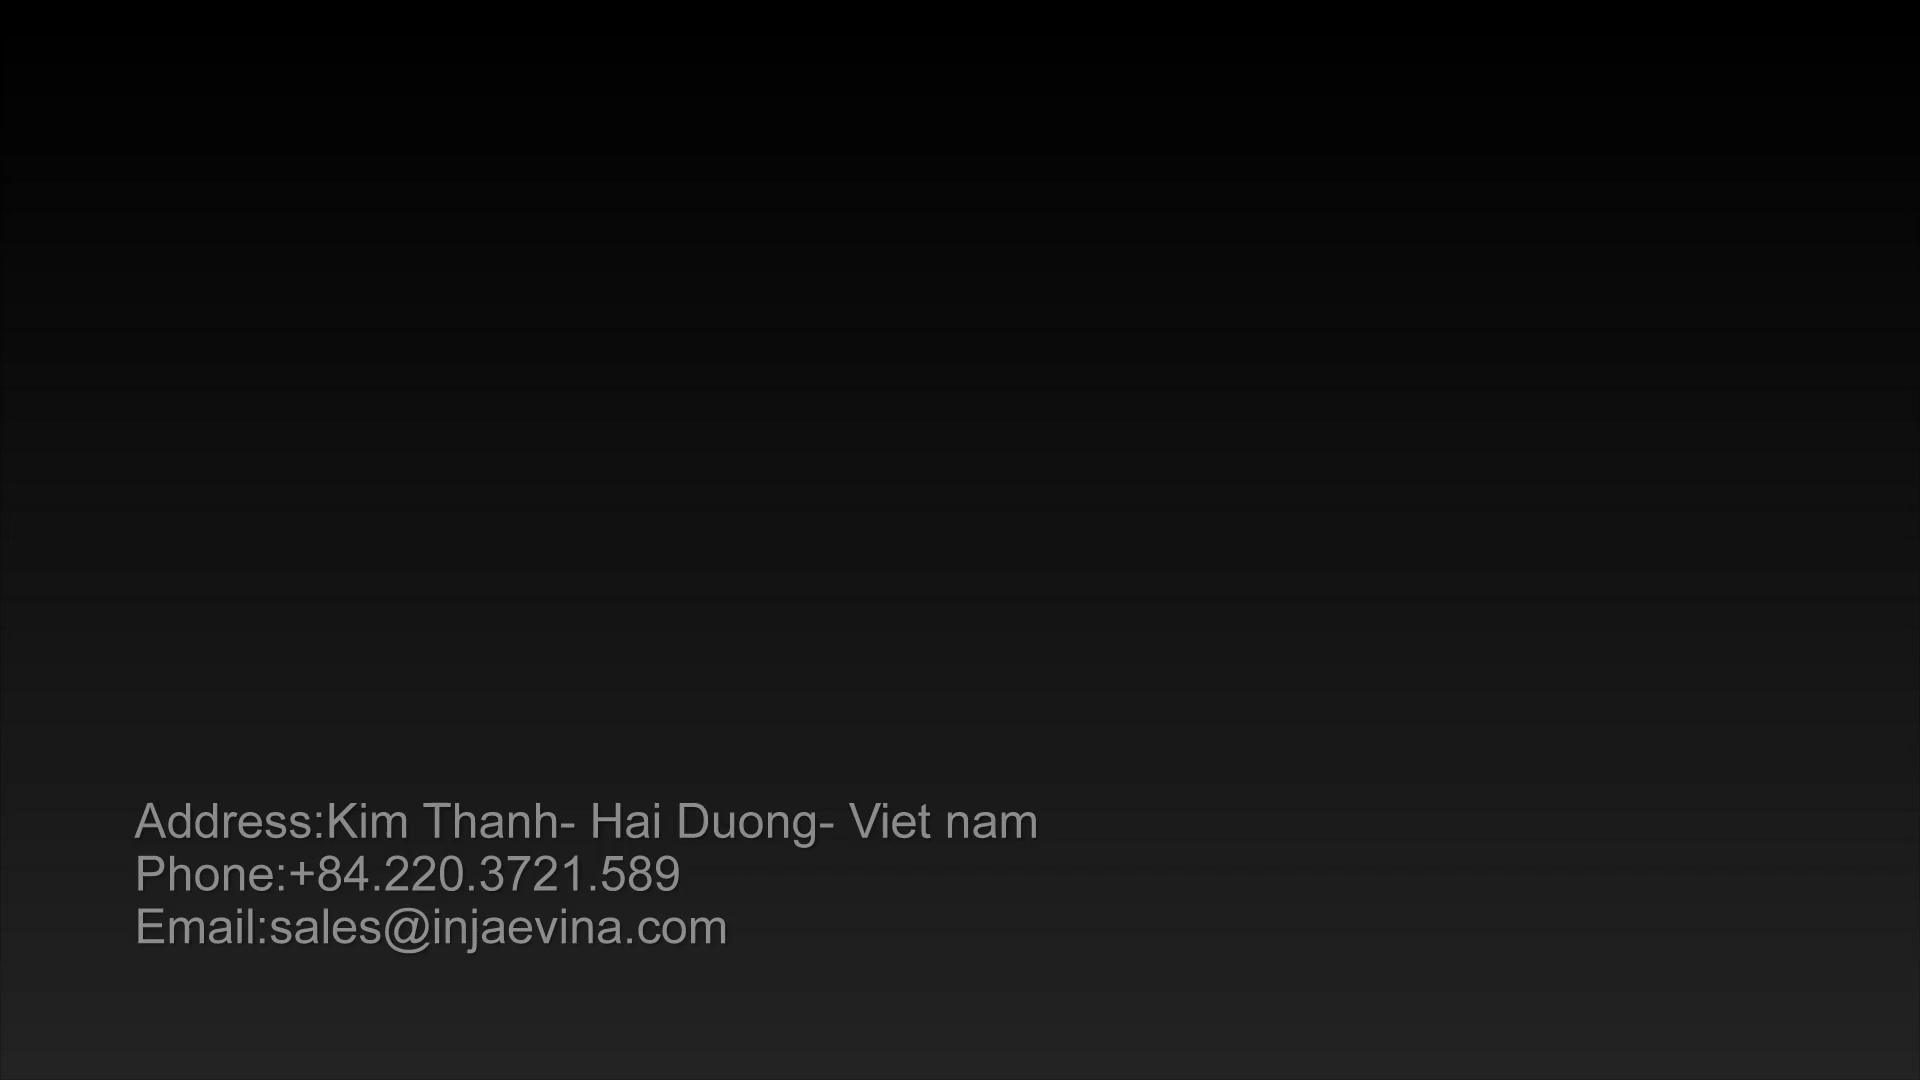 Address:Kim Thanh- Hai Duong- Viet nam
Phone:+84.220.3721.589
Email:sales@injaevina.com